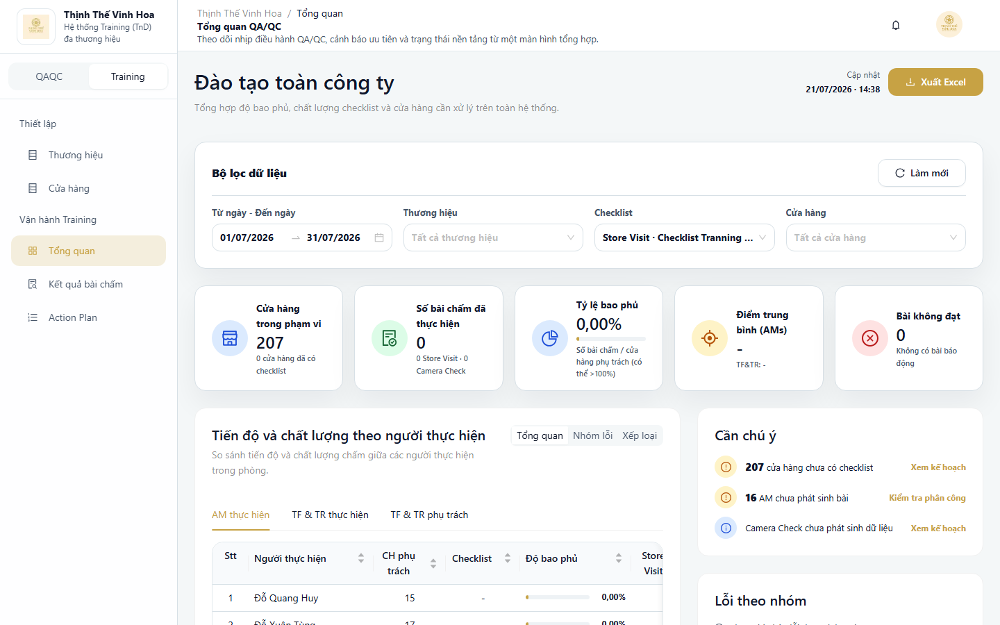 Thịnh Thế Vinh Hoa
Hệ thống Training (TnD)
đa thương hiệu
QAQC
Training
Thiết lập
Thương hiệu
Cửa hàng
Vận hành Training
Tổng quan
Kết quả bài chấm
Action Plan
Thịnh Thế Vinh Hoa / Tổng quan
Tổng quan QA/QC
Theo dõi nhịp điều hành QA/QC, cảnh báo ưu tiên và trạng thái nền tảng từ một màn hình tổng hợp.
Đào tạo toàn công ty
Tổng hợp độ bao phủ, chất lượng checklist và cửa hàng cần xử lý trên toàn hệ thống.
Cập nhật
21/07/2026 · 14:38
Xuất Excel
Bộ lọc dữ liệu
Làm mới
Từ ngày - Đến ngày
Thương hiệu
Checklist
Cửa hàng
01/07/2026
31/07/2026
Tất cả thương hiệu
Store Visit · Checklist Tranning ...
Tất cả cửa hàng
Cửa hàng
trong phạm vi
207
0 cửa hàng đã có
checklist
Số bài chấm đã
thực hiện
0
0 Store Visit · 0
Camera Check
Tỷ lệ bao phủ
0,00%
Số bài chấm / cửa
hàng phụ trách (có
thể >100%)
Điểm trung
bình (AMs)
-
TF&TR: -
Bài không đạt
0
Không có bài báo
động
Tiến độ và chất lượng theo người thực hiện
So sánh tiến độ và chất lượng chấm giữa các người thực hiện
trong phòng.
Tổng quan
Nhóm lỗi
Xếp loại
AM thực hiện
TF & TR thực hiện
TF & TR phụ trách
Stt
Người thực hiện
CH phụ
trách
Checklist
Độ bao phủ
Store
Visit
1
Đỗ Quang Huy
15
-
0,00%
2
Đỗ Xuân Tùng
17
0,00%
Cần chú ý
207 cửa hàng chưa có checklist
Xem kế hoạch
16 AM chưa phát sinh bài
Kiểm tra phân công
Camera Check chưa phát sinh dữ liệu
Xem kế hoạch
Lỗi theo nhóm